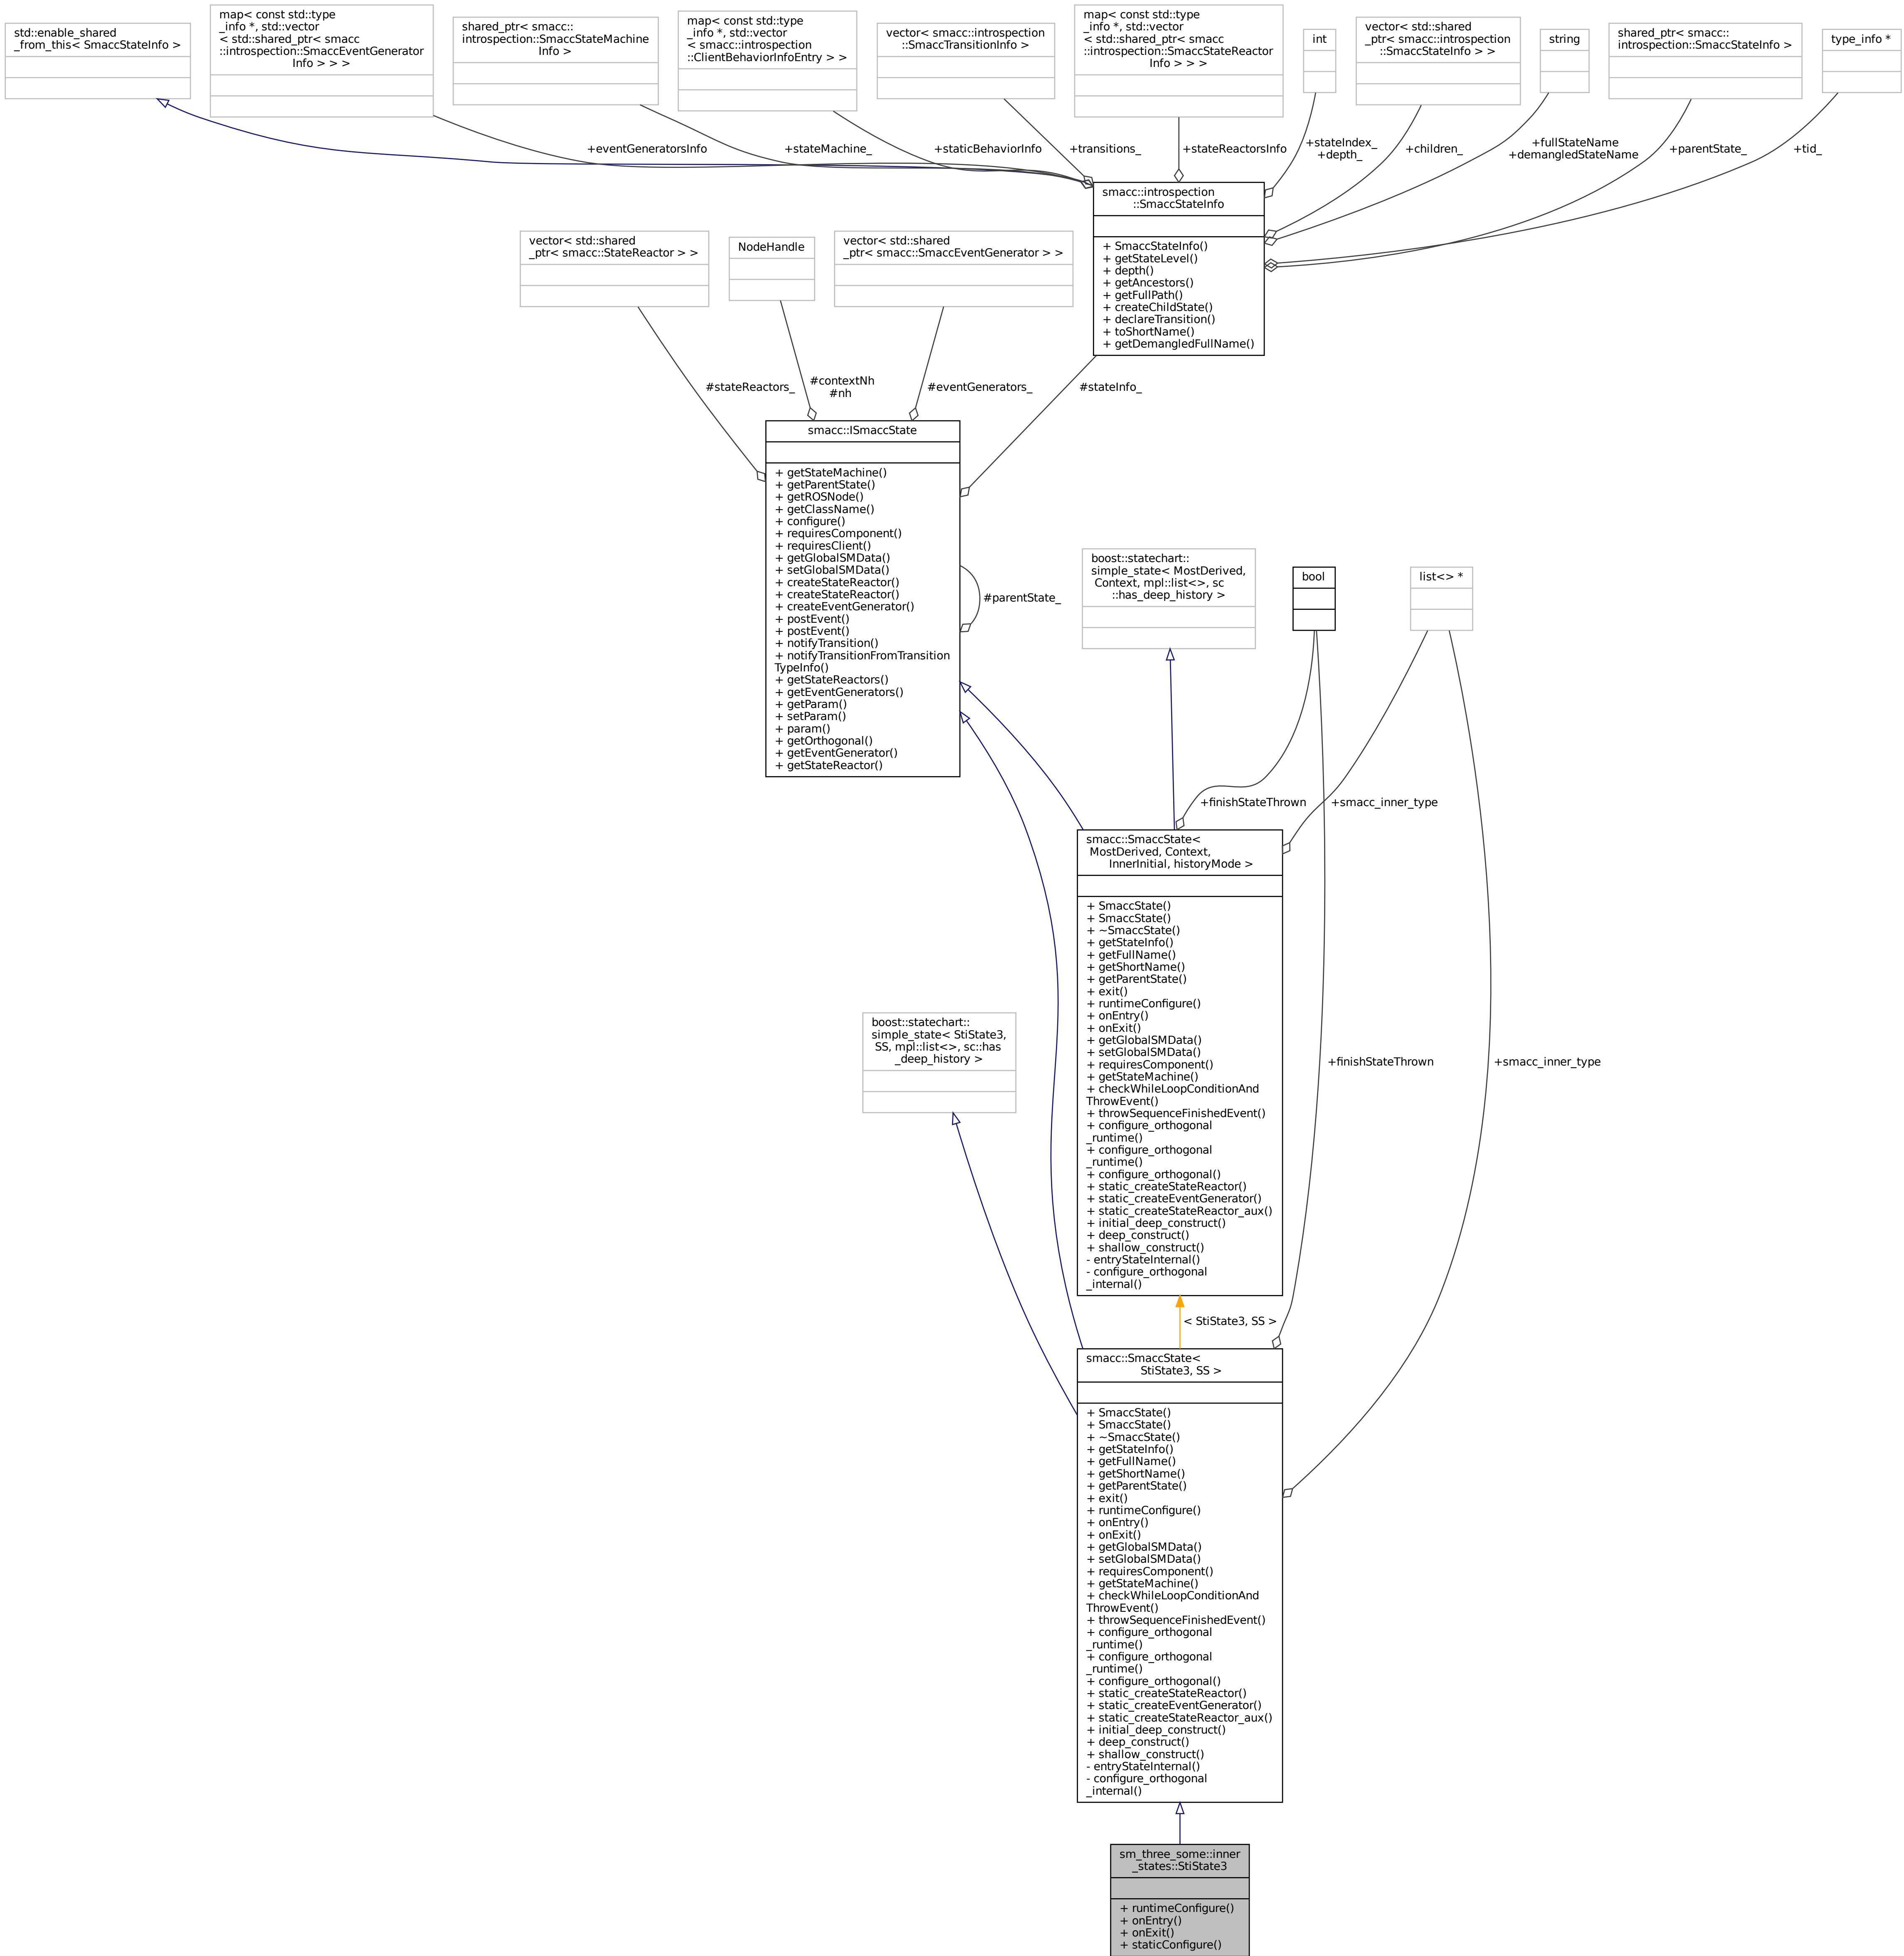 std::enable_shared
_from_this< SmaccStateInfo >
map< const std::type
_info *, std::vector
< std::shared_ptr< smacc
::introspection::SmaccEventGenerator
Info > > >
shared_ptr< smacc::
introspection::SmaccStateMachine
Info >
map< const std::type
_info *, std::vector
< smacc::introspection
::ClientBehaviorInfoEntry > >
vector< smacc::introspection
::SmaccTransitionInfo >
map< const std::type
_info *, std::vector
< std::shared_ptr< smacc
::introspection::SmaccStateReactor
Info > > >
int
vector< std::shared
_ptr< smacc::introspection
::SmaccStateInfo > >
string
shared_ptr< smacc::
introspection::SmaccStateInfo >
type_info *
+eventGeneratorsInfo
+stateMachine_
+staticBehaviorInfo
+transitions_
+stateReactorsInfo
+stateIndex_
+depth_
+children_
+fullStateName
+demangledStateName
+parentState_
+tid_
smacc::introspection
::SmaccStateInfo
+ SmaccStateInfo()
+ getStateLevel()
+ depth()
+ getAncestors()
+ getFullPath()
+ createChildState()
+ declareTransition()
+ toShortName()
+ getDemangledFullName()
vector< std::shared
_ptr< smacc::StateReactor > >
NodeHandle
vector< std::shared
_ptr< smacc::SmaccEventGenerator > >
#stateReactors_
#contextNh
#nh
#eventGenerators_
#stateInfo_
smacc::ISmaccState
+ getStateMachine()
+ getParentState()
+ getROSNode()
+ getClassName()
+ configure()
+ requiresComponent()
+ requiresClient()
+ getGlobalSMData()
+ setGlobalSMData()
+ createStateReactor()
+ createStateReactor()
+ createEventGenerator()
+ postEvent()
+ postEvent()
+ notifyTransition()
+ notifyTransitionFromTransition
TypeInfo()
+ getStateReactors()
+ getEventGenerators()
+ getParam()
+ setParam()
+ param()
+ getOrthogonal()
+ getEventGenerator()
+ getStateReactor()
#parentState_
boost::statechart::
simple_state< MostDerived,
Context, mpl::list<>, sc
::has_deep_history >
bool
list<> *
+finishStateThrown
+smacc_inner_type
smacc::SmaccState<
MostDerived, Context,
InnerInitial, historyMode >
+ SmaccState()
+ SmaccState()
+ ~SmaccState()
+ getStateInfo()
+ getFullName()
+ getShortName()
+ getParentState()
+ exit()
+ runtimeConfigure()
+ onEntry()
+ onExit()
+ getGlobalSMData()
+ setGlobalSMData()
+ requiresComponent()
+ getStateMachine()
+ checkWhileLoopConditionAnd
ThrowEvent()
+ throwSequenceFinishedEvent()
+ configure_orthogonal
_runtime()
+ configure_orthogonal
_runtime()
+ configure_orthogonal()
+ static_createStateReactor()
+ static_createEventGenerator()
+ static_createStateReactor_aux()
+ initial_deep_construct()
+ deep_construct()
+ shallow_construct()
- entryStateInternal()
- configure_orthogonal
_internal()
boost::statechart::
simple_state< StiState3,
SS, mpl::list<>, sc::has
_deep_history >
+finishStateThrown
+smacc_inner_type
< StiState3, SS >
smacc::SmaccState<
StiState3, SS >
+ SmaccState()
+ SmaccState()
+ ~SmaccState()
+ getStateInfo()
+ getFullName()
+ getShortName()
+ getParentState()
+ exit()
+ runtimeConfigure()
+ onEntry()
+ onExit()
+ getGlobalSMData()
+ setGlobalSMData()
+ requiresComponent()
+ getStateMachine()
+ checkWhileLoopConditionAnd
ThrowEvent()
+ throwSequenceFinishedEvent()
+ configure_orthogonal
_runtime()
+ configure_orthogonal
_runtime()
+ configure_orthogonal()
+ static_createStateReactor()
+ static_createEventGenerator()
+ static_createStateReactor_aux()
+ initial_deep_construct()
+ deep_construct()
+ shallow_construct()
- entryStateInternal()
- configure_orthogonal
_internal()
sm_three_some::inner
_states::StiState3
+ runtimeConfigure()
+ onEntry()
+ onExit()
+ staticConfigure()